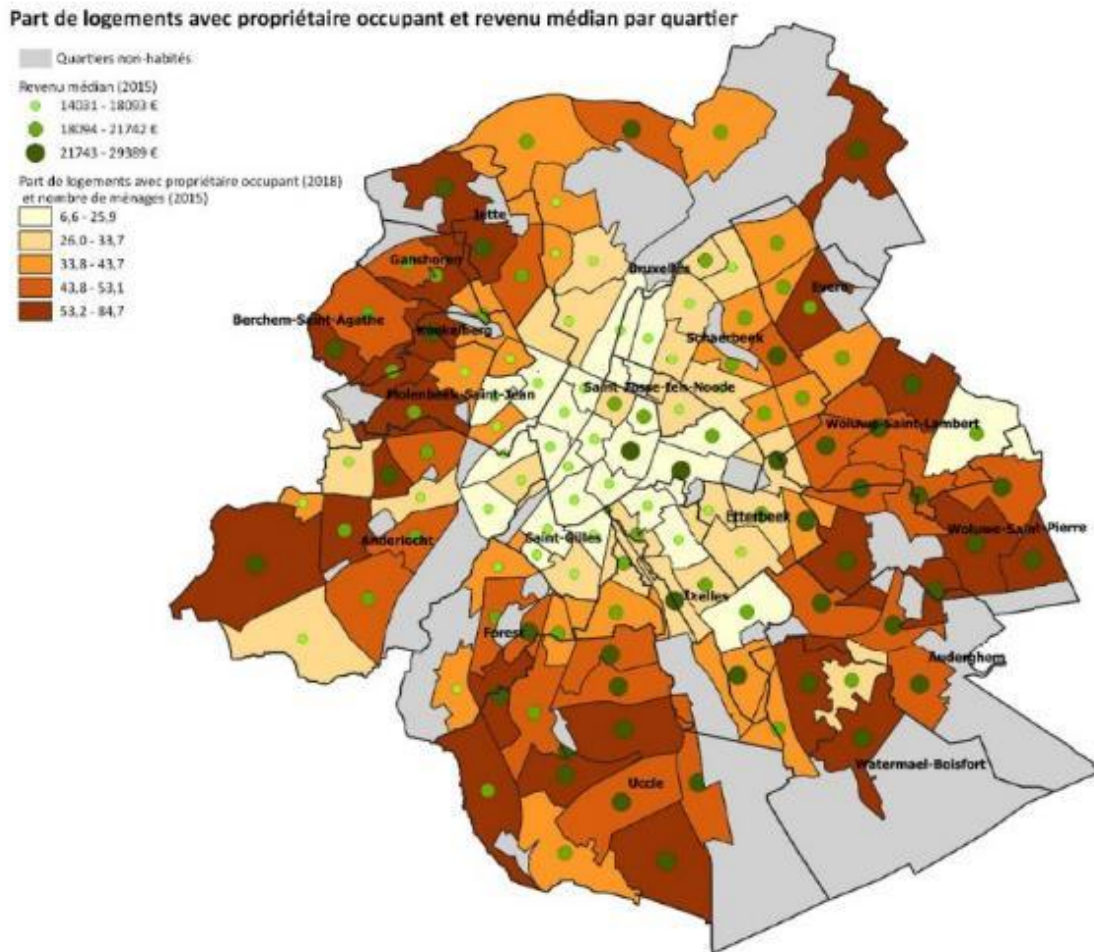 Part de logements avec propriétaire occupant et revenu médian par quartier
Quartiers non-habités
Revenu médian (2015)
14031 - 18093 €
18094 - 21742 €
21743 - 29389 €
Part de logements avec propriétaire occupant (2018)
et nombre de ménages (2015)
6,6 - 25,9
26.0 - 33,7
33,8 - 43,7
43,8 - 53,1
53,2 - 84,7
Jette
Ganshoren
Bruxelles
Evere
Berchem-Saint-Agathe
Koekelberg
Schaerbeek
Molenbeek-Saint-Jean
Saint-Josse-ten-Noode
Woluwe-Saint-Lambert
Etterbeek
Woluwe-Saint-Pierre
Anderlecht
Saint-Gilles
Ixelles
Forest
Auderghem
Watermael-Boisfort
Uccle